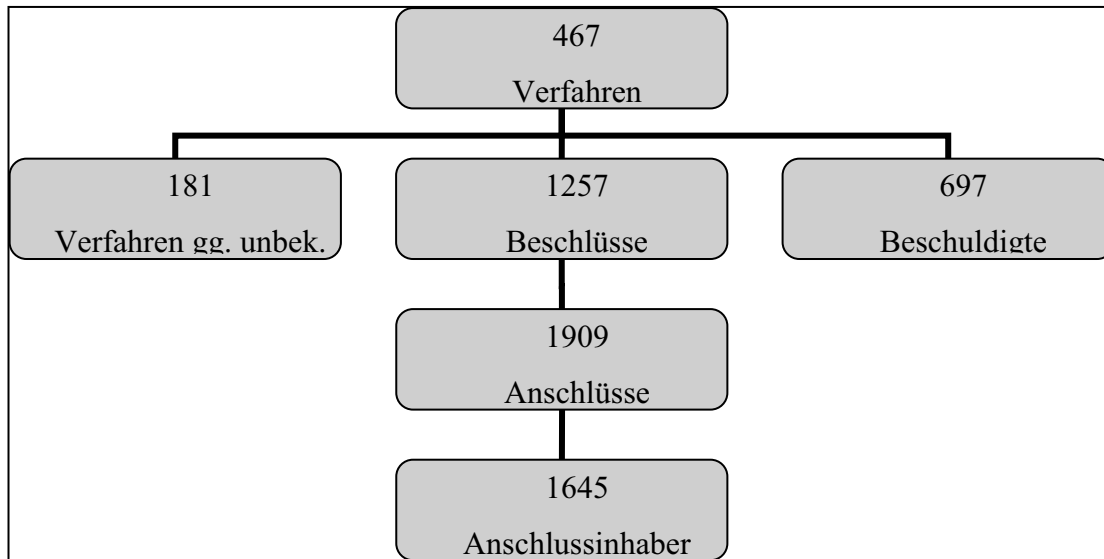 467
Verfahren
181
Verfahren gg. unbek.
1257
Beschlüsse
697
Beschuldigte
1909
Anschlüsse
1645
Anschlussinhaber